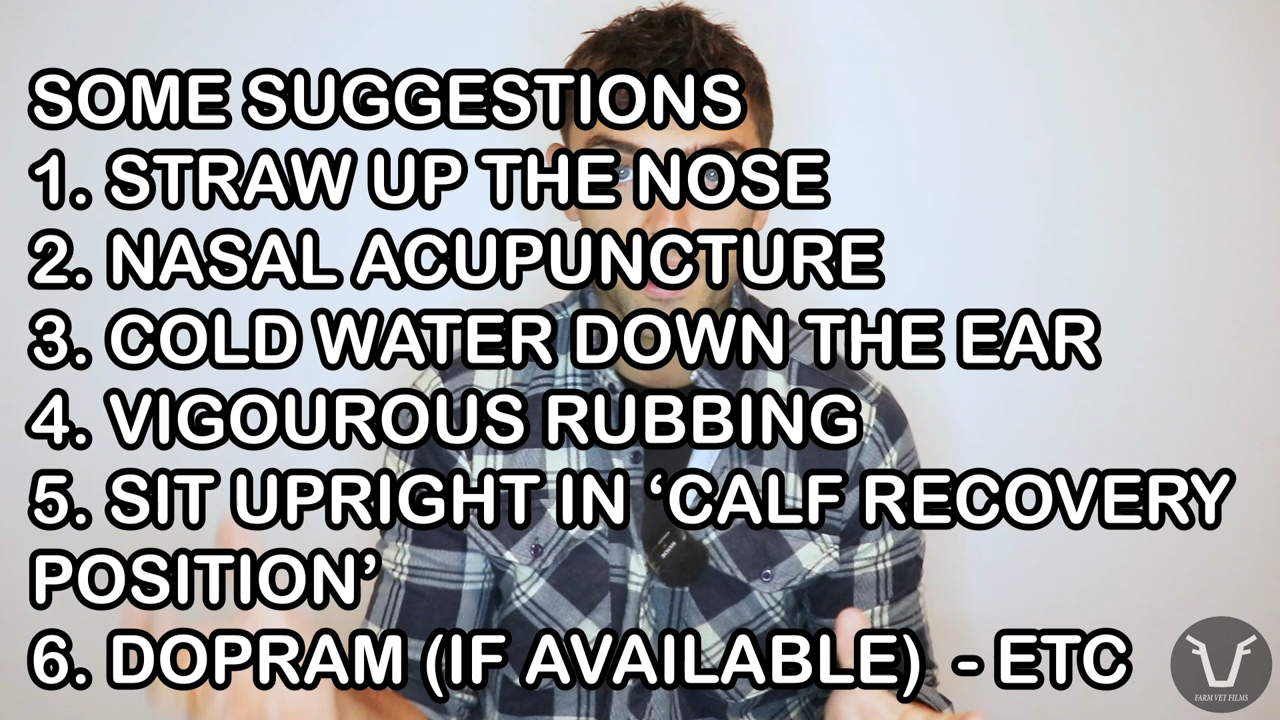 SOME SUGGESTIONS
1. STRAW UP THE NOSE
2. NASAL ACUPUNCTURE
3. COLD WATER DOWN THE EAR
4. VIGOUROUS RUBBING
5. SIT UPRIGHT IN ‘CALF RECOVERY
POSITION’
6. DOPRAM (IF AVAILABLE) - ETC
FARM VET FILMS